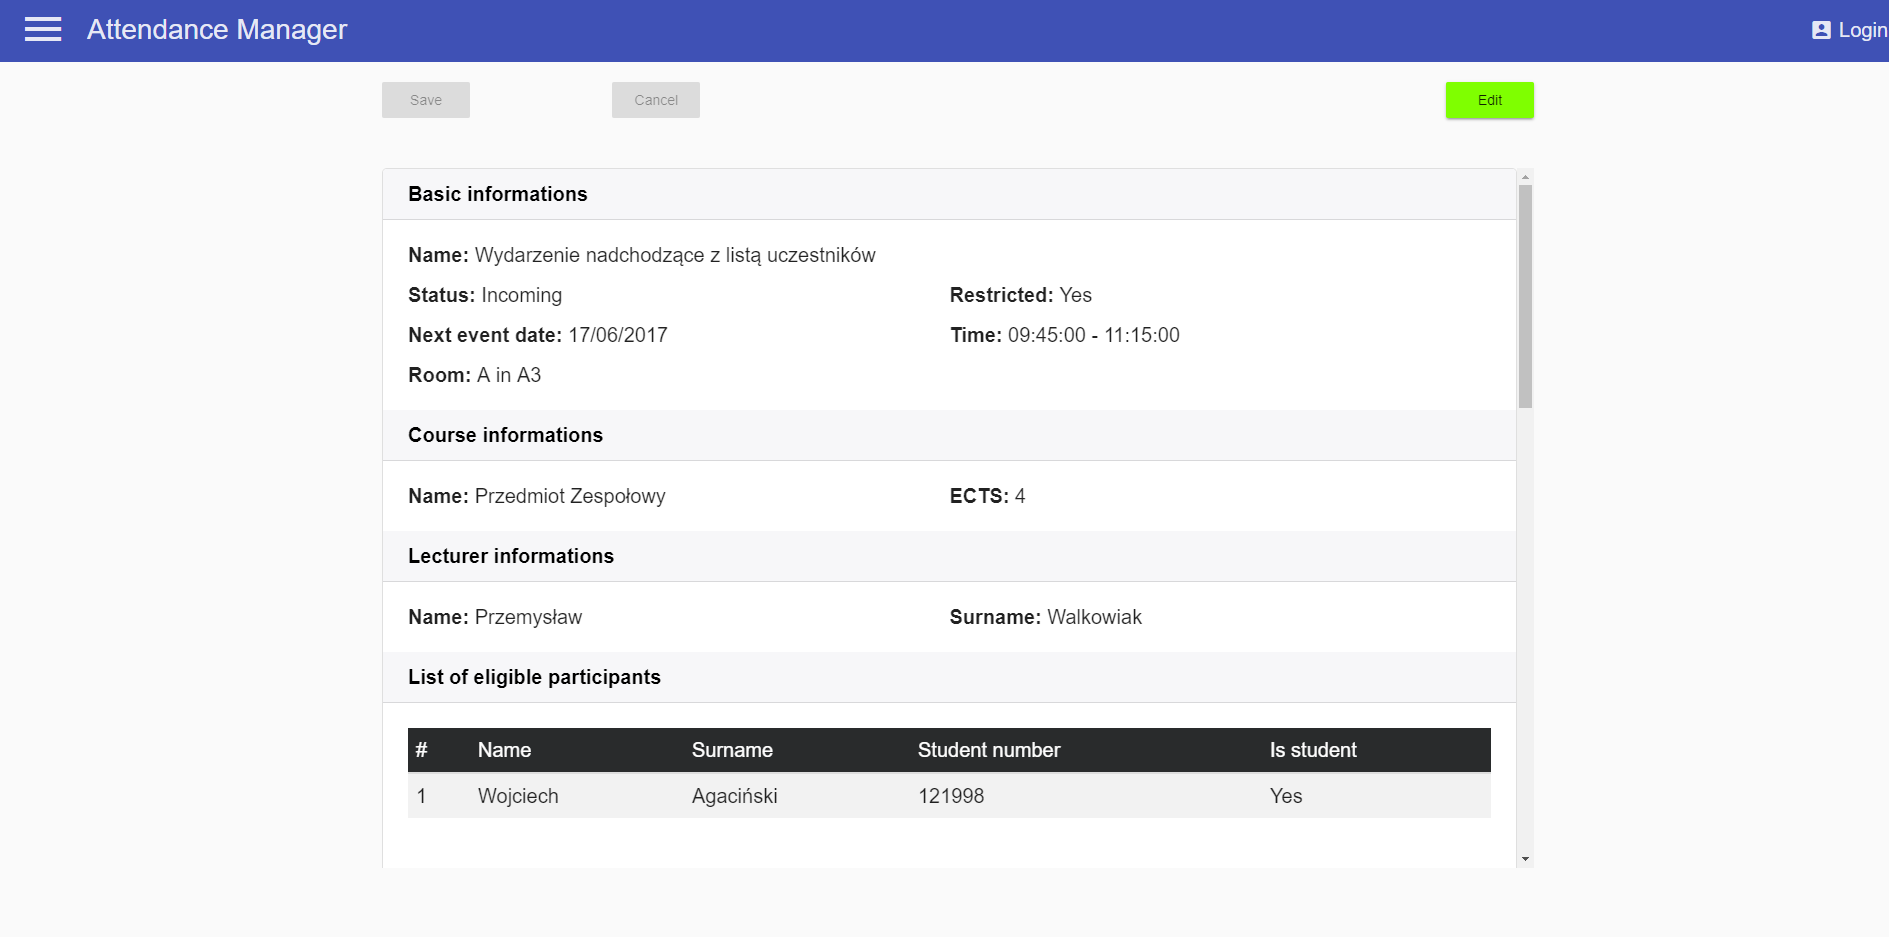 Attendance Manager
Login
Save
Cancel
Edit
Basic informations
Name: Wydarzenie nadchodzące z listą uczestników
Status: Incoming
Restricted: Yes
Next event date: 17/06/2017
Time: 09:45:00 - 11:15:00
Room: A in A3
Course informations
Name: Przedmiot Zespołowy
ECTS: 4
Lecturer informations
Name: Przemysław
Surname: Walkowiak
List of eligible participants
# Name Surname Student number Is student
1 Wojciech Agaciński 121998 Yes